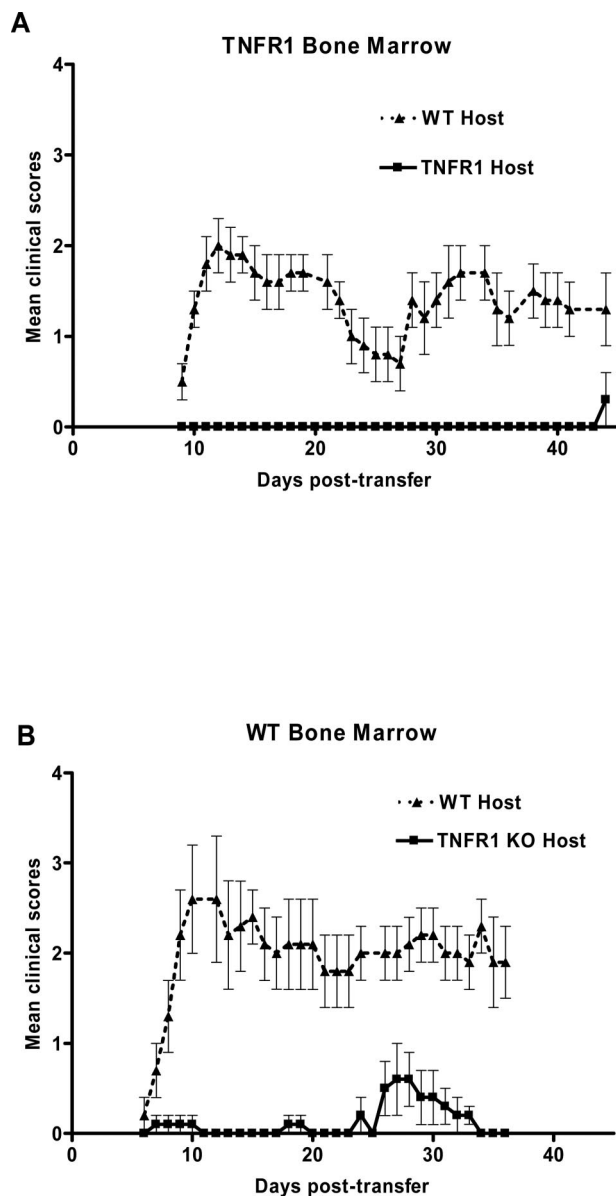 A
TNFR1 Bone Marrow
4
WT Host
TNFR1 Host
3
2
1
0
Mean clinical scores
0 10 20 30 40
Days post-transfer
B
WT Bone Marrow
4
WT Host
TNFR1 KO Host
3
2
1
0
Mean clinical scores
0 10 20 30 40
Days post-transfer